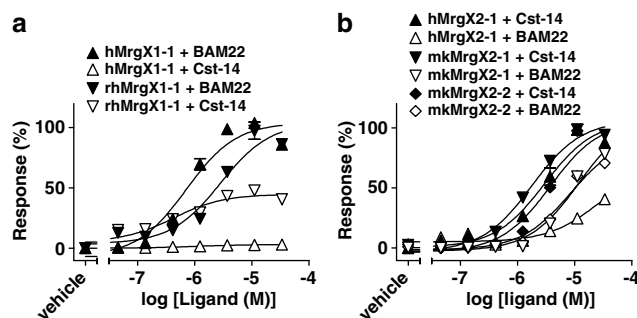 a
▲ hMrgX1-1 + BAM22
△ hMrgX1-1 + Cst-14
▼ rhMrgX1-1 + BAM22
▽ rhMrgX1-1 + Cst-14
Response (%)
100
50
0
vehicle
-7
-6
-5
-4
log [Ligand (M)]
b
▲ hMrgX2-1 + Cst-14
△ hMrgX2-1 + BAM22
▼ mkMrgX2-1 + Cst-14
▽ mkMrgX2-1 + BAM22
◆ mkMrgX2-2 + Cst-14
◇ mkMrgX2-2 + BAM22
Response (%)
100
50
0
vehicle
-7
-6
-5
-4
log [ligand (M)]